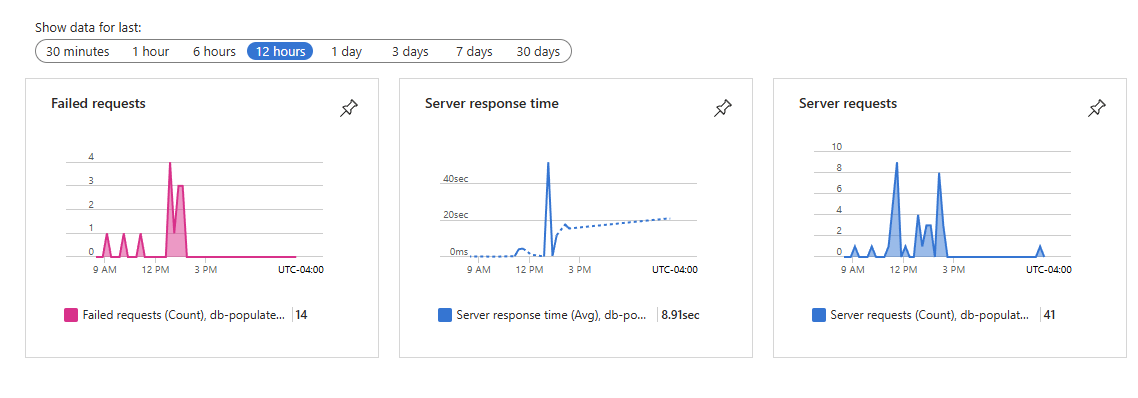 Show data for last:
30 minutes 1 hour 6 hours 12 hours 1 day 3 days 7 days 30 days
Failed requests
4
3
2
1
0
9 AM 12 PM 3 PM UTC-04:00
Failed requests (Count), db-populate... 14
Server response time
40sec
20sec
0ms
9 AM 12 PM 3 PM UTC-04:00
Server response time (Avg), db-po... 8.91sec
Server requests
10
8
6
4
2
0
9 AM 12 PM 3 PM UTC-04:00
Server requests (Count), db-populat... 41